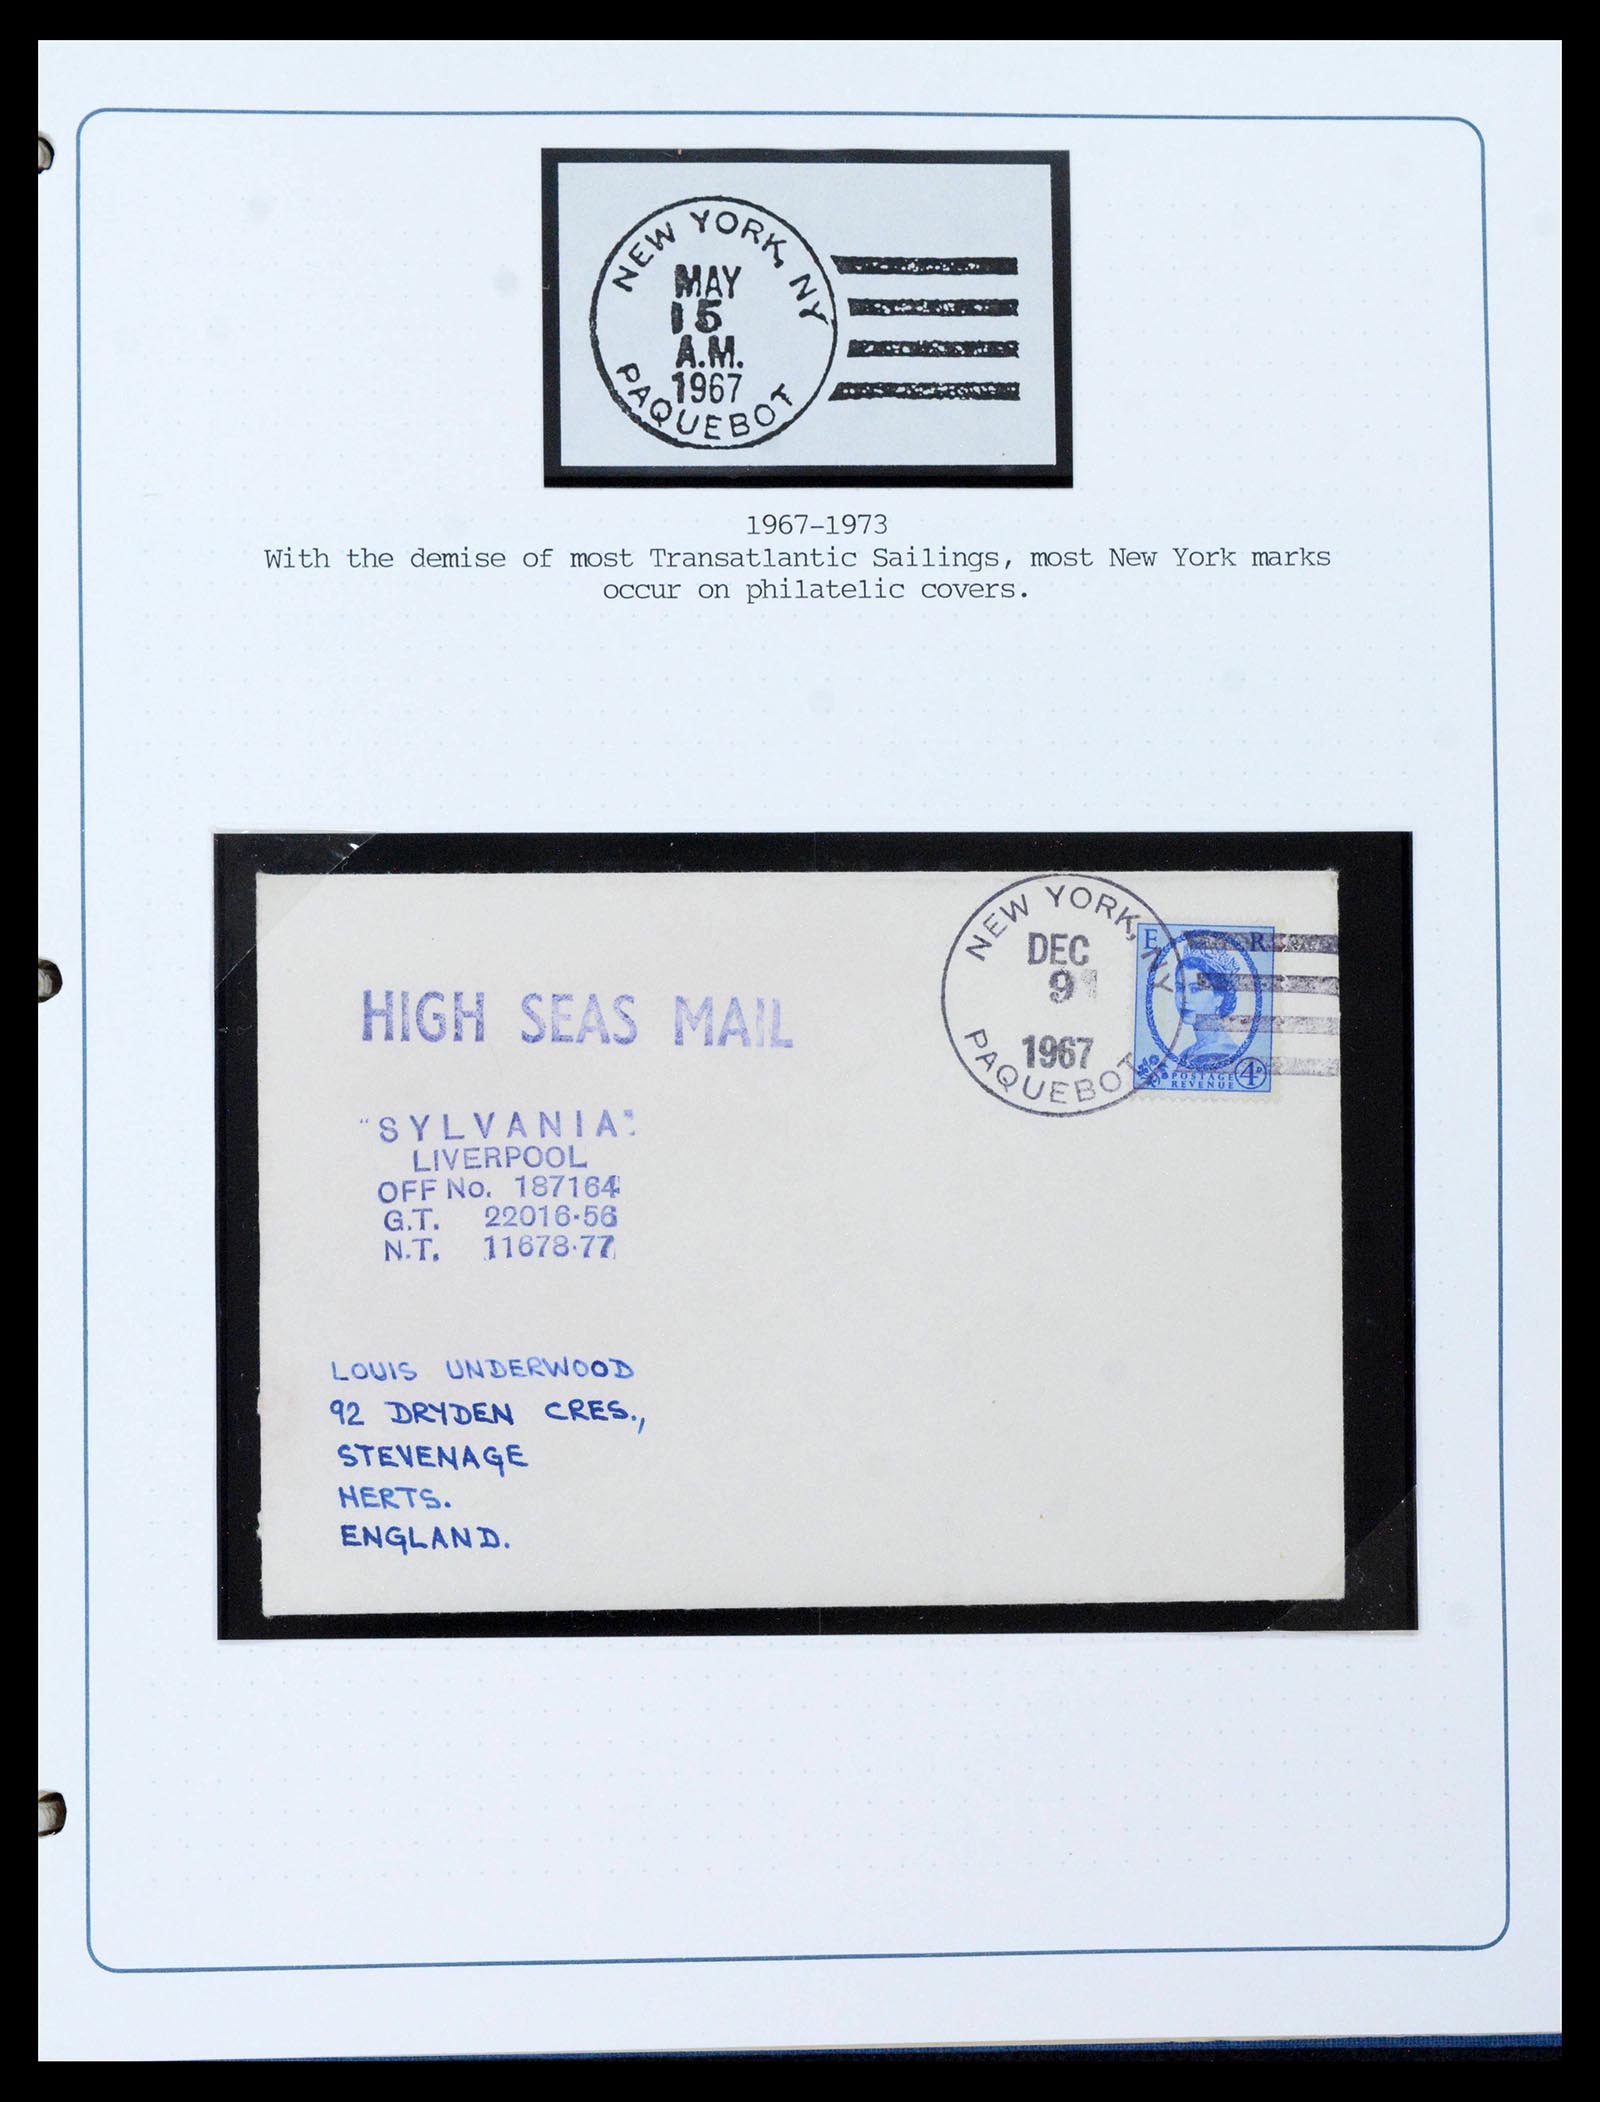 NEW YORK, NY
MAY
15
A.M.
1967
PAQUEBOT
1967-1973
With the demise of most Transatlantic Sailings, most New York marks
occur on philatelic covers.
NEW YORK, NY
DEC
9
1967
PAQUEBOT
E R
POSTAGE
REVENUE
4D
HIGH SEAS MAIL
"SYLVANIA"
LIVERPOOL
OFF No. 187164
G.T. 22016·56
N.T. 11678·77
LOUIS UNDERWOOD
92 DRYDEN CRES.,
STEVENAGE
HERTS.
ENGLAND.